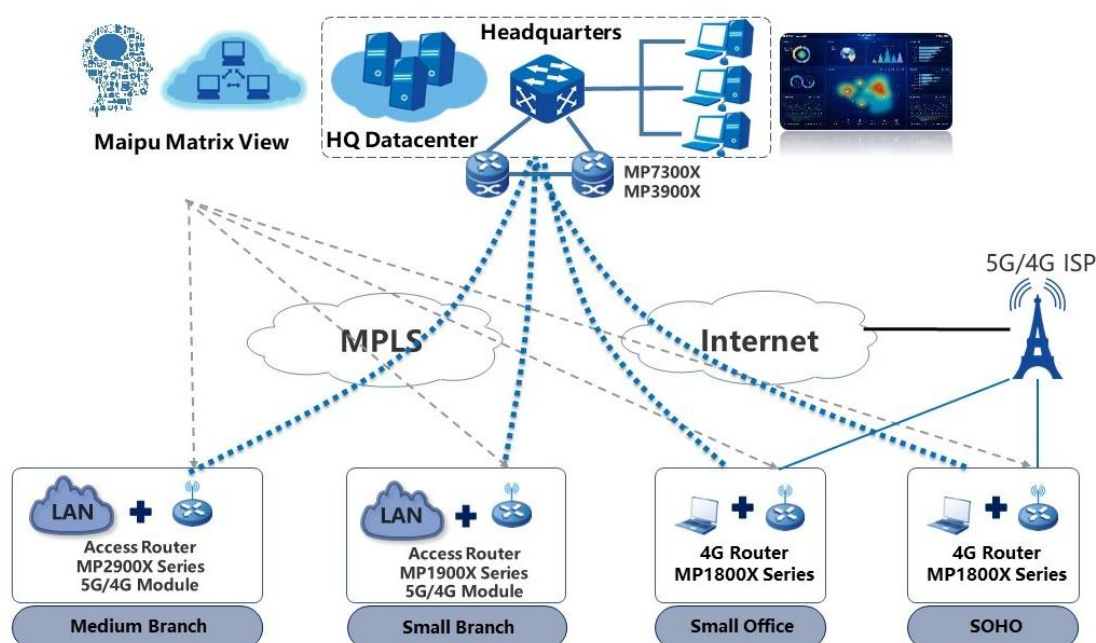 Headquarters
Maipu Matrix View
HQ Datacenter
MP7300X
MP3900X
5G/4G ISP
MPLS
Internet
LAN
Access Router
MP2900X Series
5G/4G Module
Medium Branch
LAN
Access Router
MP1900X Series
5G/4G Module
Small Branch
4G Router
MP1800X Series
Small Office
4G Router
MP1800X Series
SOHO